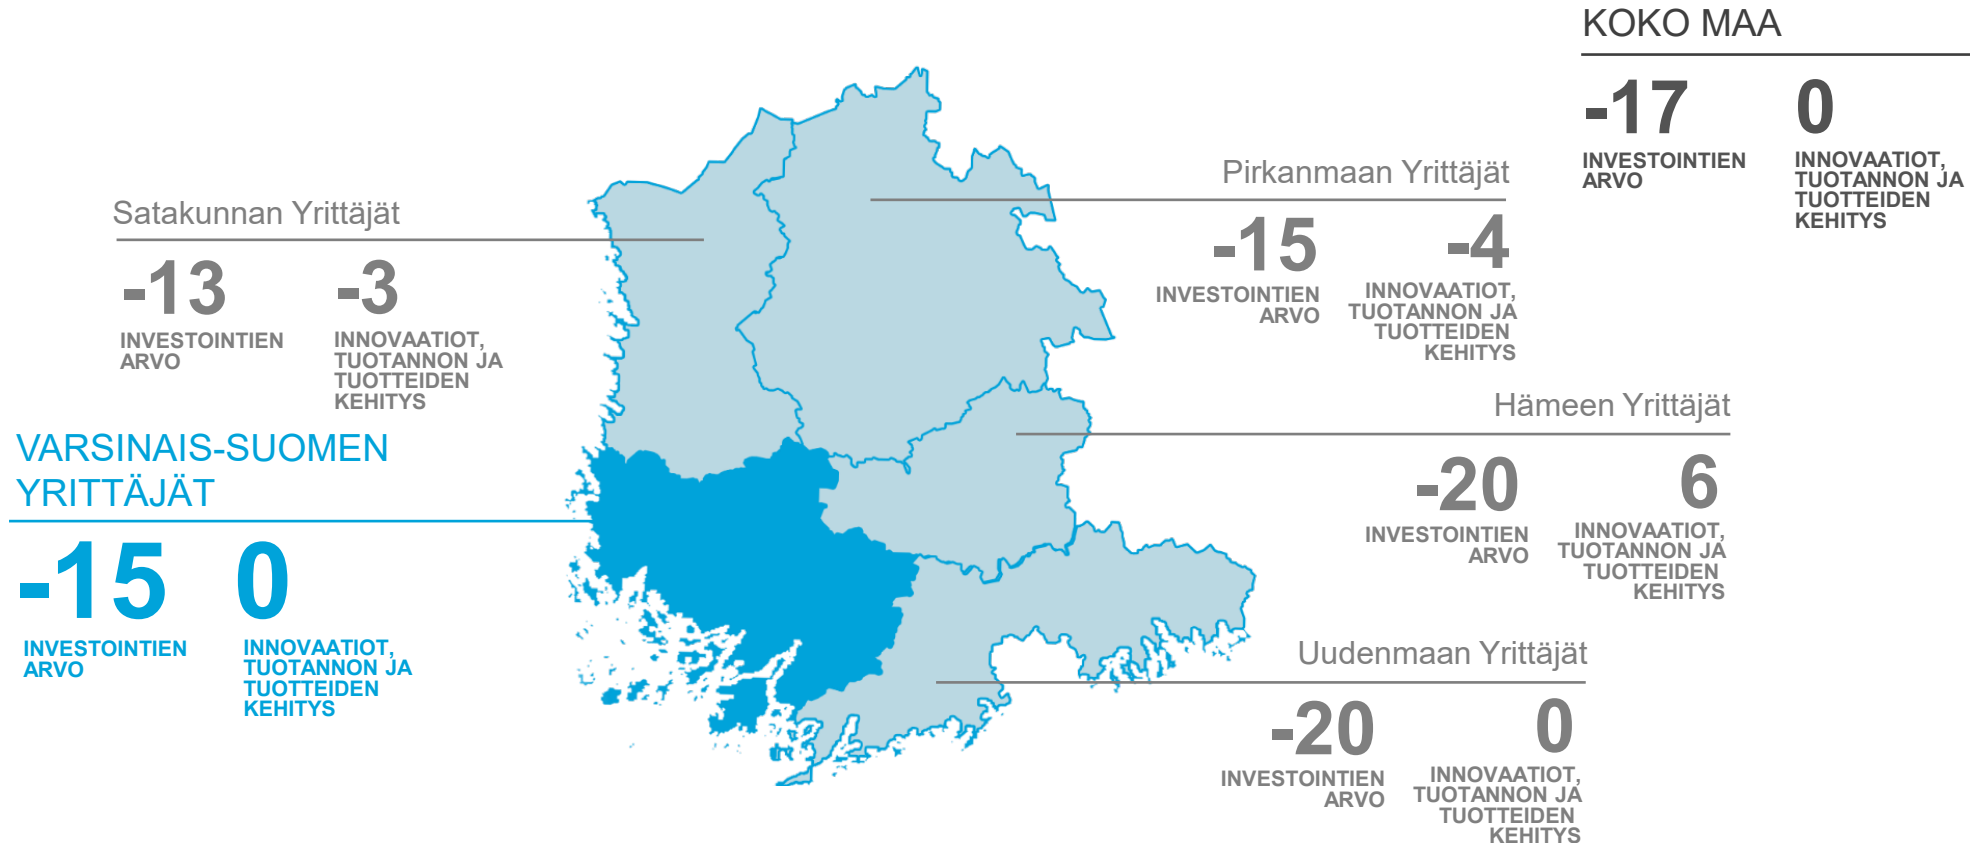 KOKO MAA
-17
INVESTOINTIEN
ARVO
0
INNOVAATIOT,
TUOTANNON JA
TUOTTEIDEN
KEHITYS
Pirkanmaan Yrittäjät
-15
INVESTOINTIEN
ARVO
-4
INNOVAATIOT,
TUOTANNON JA
TUOTTEIDEN
KEHITYS
Satakunnan Yrittäjät
-13
INVESTOINTIEN
ARVO
-3
INNOVAATIOT,
TUOTANNON JA
TUOTTEIDEN
KEHITYS
Hämeen Yrittäjät
-20
INVESTOINTIEN
ARVO
6
INNOVAATIOT,
TUOTANNON JA
TUOTTEIDEN
KEHITYS
VARSINAIS-SUOMEN
YRITTÄJÄT
-15
INVESTOINTIEN
ARVO
0
INNOVAATIOT,
TUOTANNON JA
TUOTTEIDEN
KEHITYS
Uudenmaan Yrittäjät
-20
INVESTOINTIEN
ARVO
0
INNOVAATIOT,
TUOTANNON JA
TUOTTEIDEN
KEHITYS